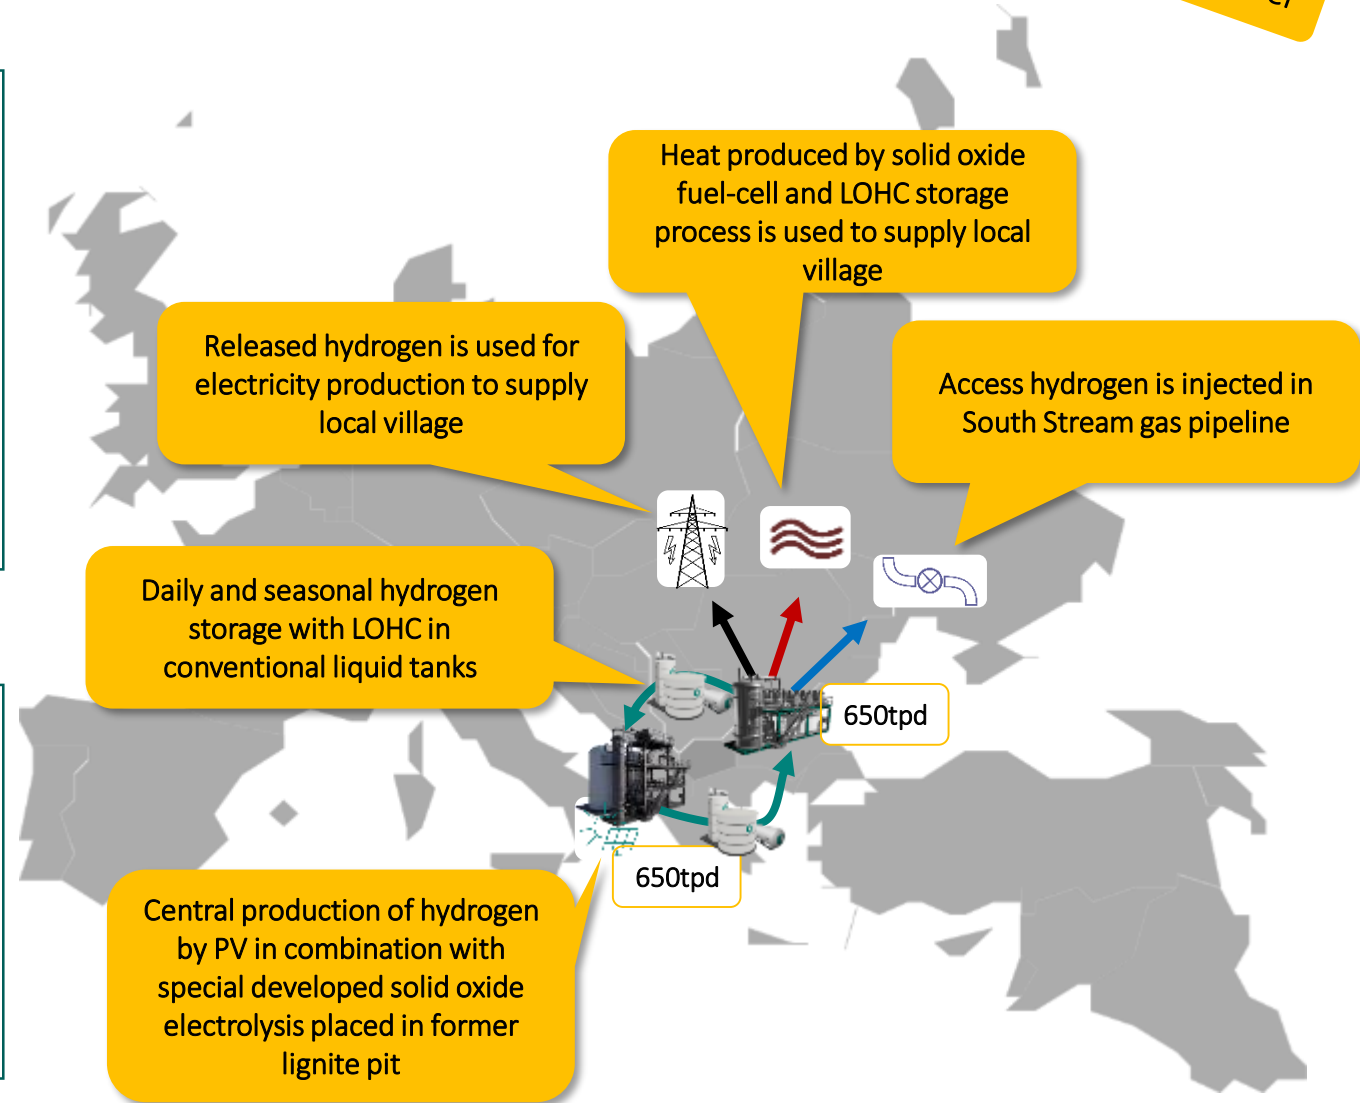 Heat produced by solid oxide
fuel-cell and LOHC storage
process is used to supply local
village
Released hydrogen is used for
electricity production to supply
local village
Access hydrogen is injected in
South Stream gas pipeline
Daily and seasonal hydrogen
storage with LOHC in
conventional liquid tanks
650tpd
650tpd
Central production of hydrogen
by PV in combination with
special developed solid oxide
electrolysis placed in former
lignite pit